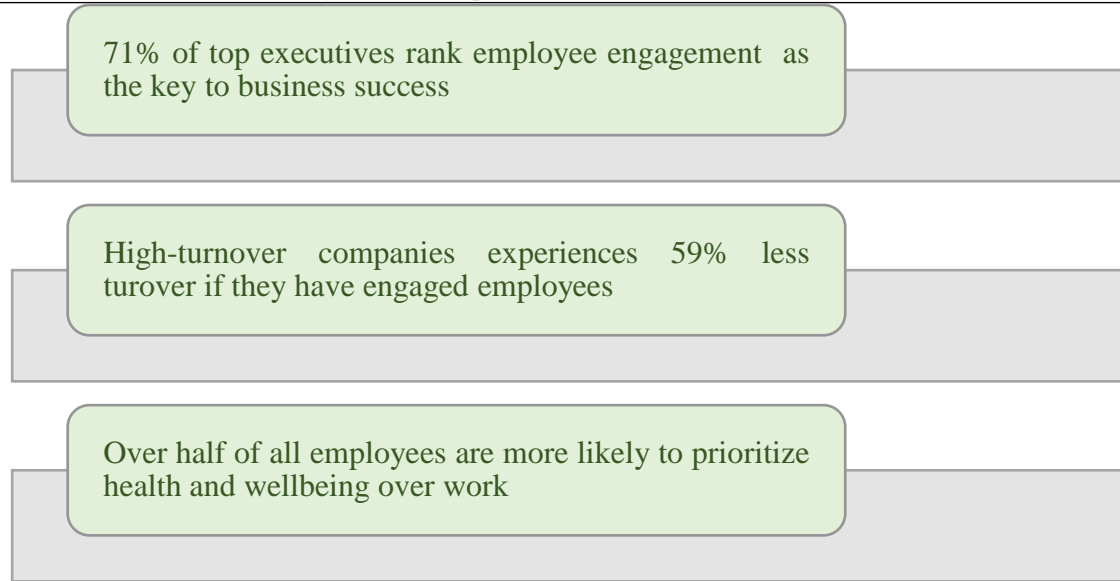 71% of top executives rank employee engagement as
the key to business success
High-turnover companies experiences 59% less
turover if they have engaged employees
Over half of all employees are more likely to prioritize
health and wellbeing over work